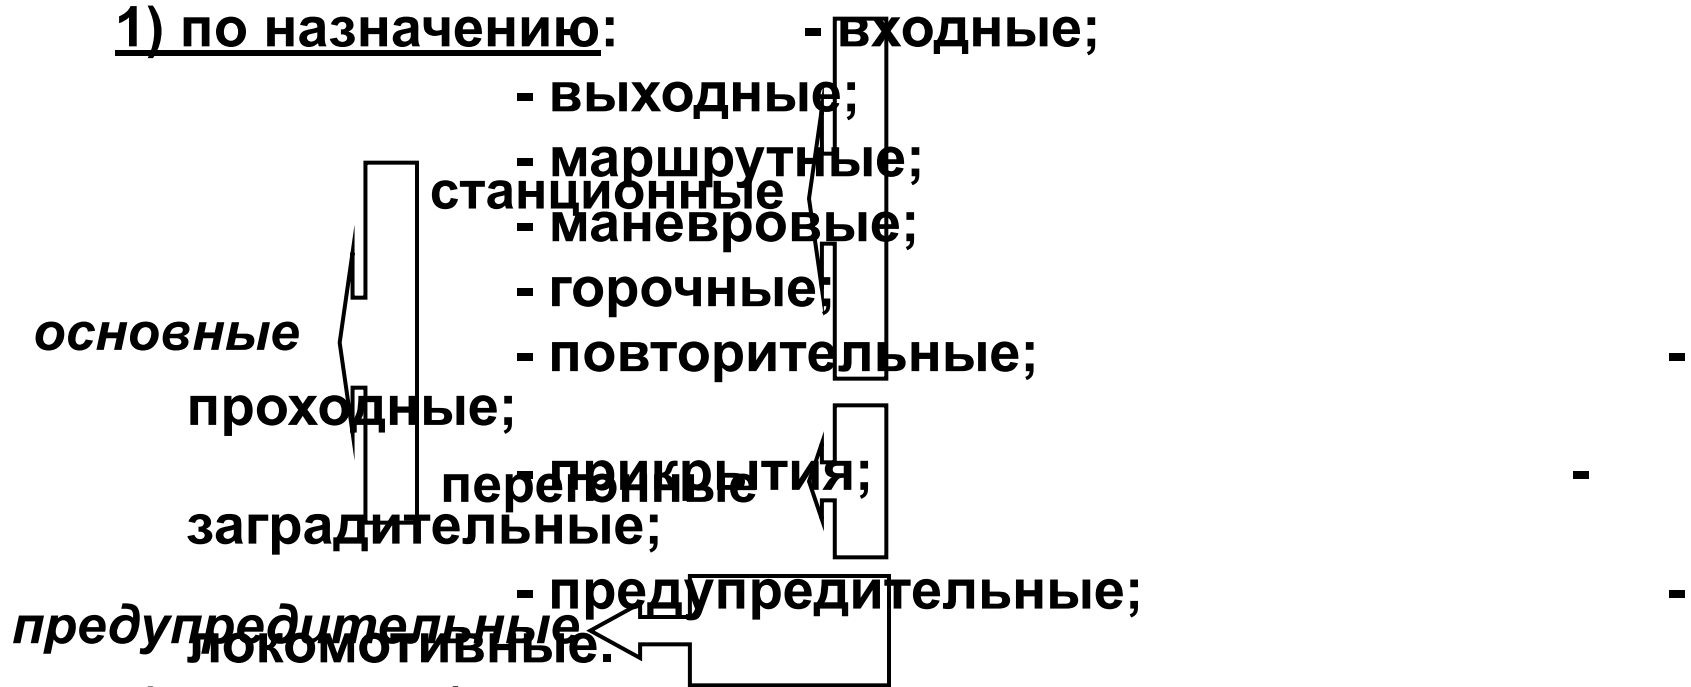 1) по назначению: - входные;
- выходные;
- маршрутные;
станционные
- маневровые;
- горочные;
основные
- повторительные; -
проходные;
- прикрытия; -
перегонные
заградительные;
- предупредительные; -
предупредительные
локомотивные.